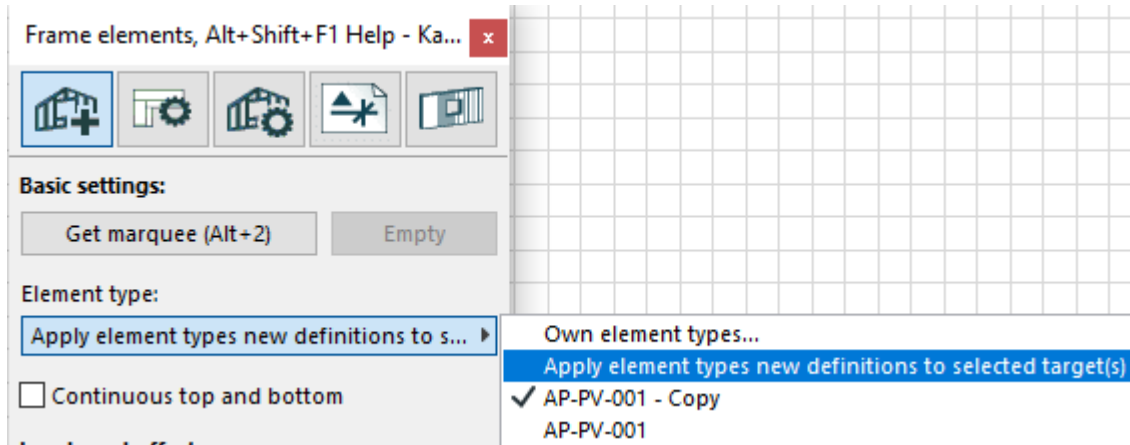 Frame elements, Alt+Shift+F1 Help - Ka...
x
Basic settings:
Get marquee (Alt+2)
Empty
Element type:
Apply element types new definitions to s...
Own element types...
Apply element types new definitions to selected target(s)
Continuous top and bottom
AP-PV-001 - Copy
AP-PV-001